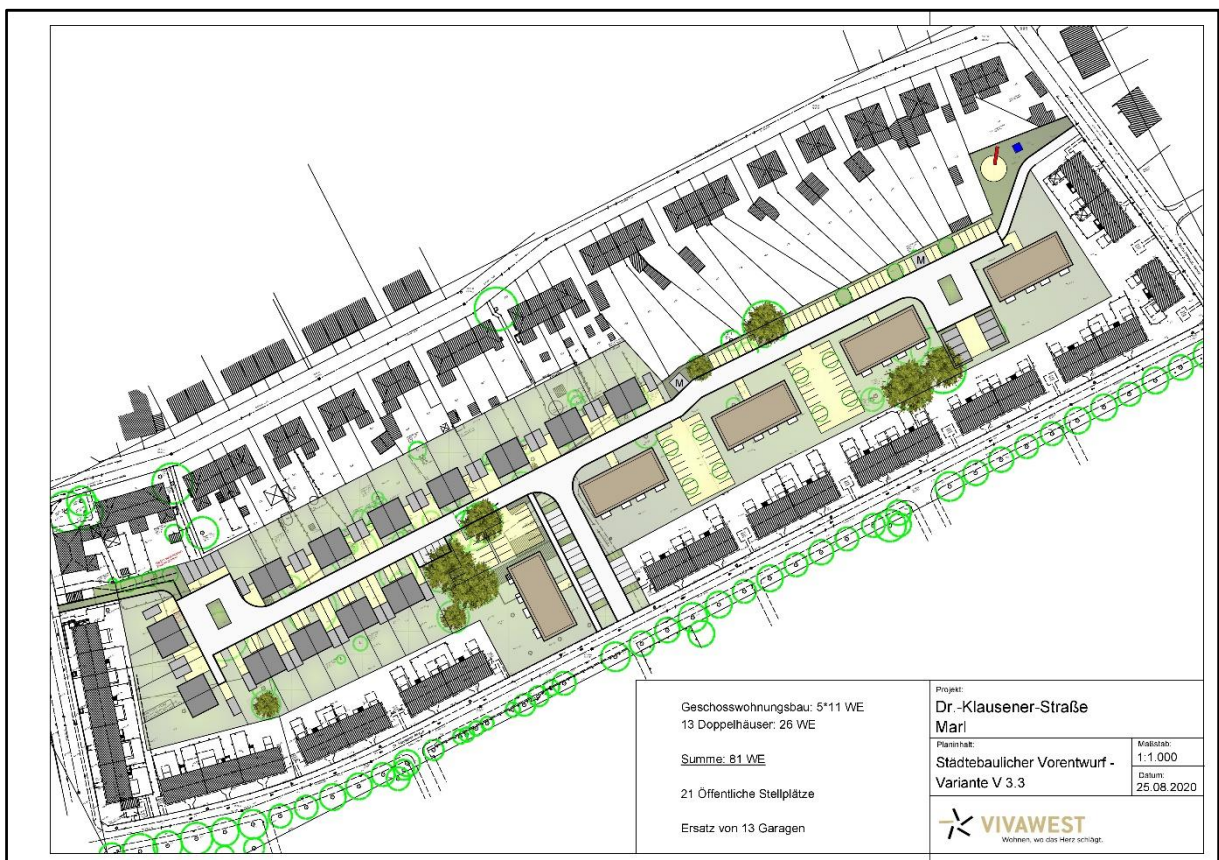 M
M
Geschosswohnungsbau: 5*11 WE
13 Doppelhäuser: 26 WE
Summe: 81 WE
21 Öffentliche Stellplätze
Ersatz von 13 Garagen
Projekt:
Dr.-Klausener-Straße
Marl
Planinhalt:
Städtebaulicher Vorentwurf -
Variante V 3.3
Maßstab:
1:1.000
Datum:
25.08.2020
VIVAWEST
Wohnen, wo das Herz schlägt.